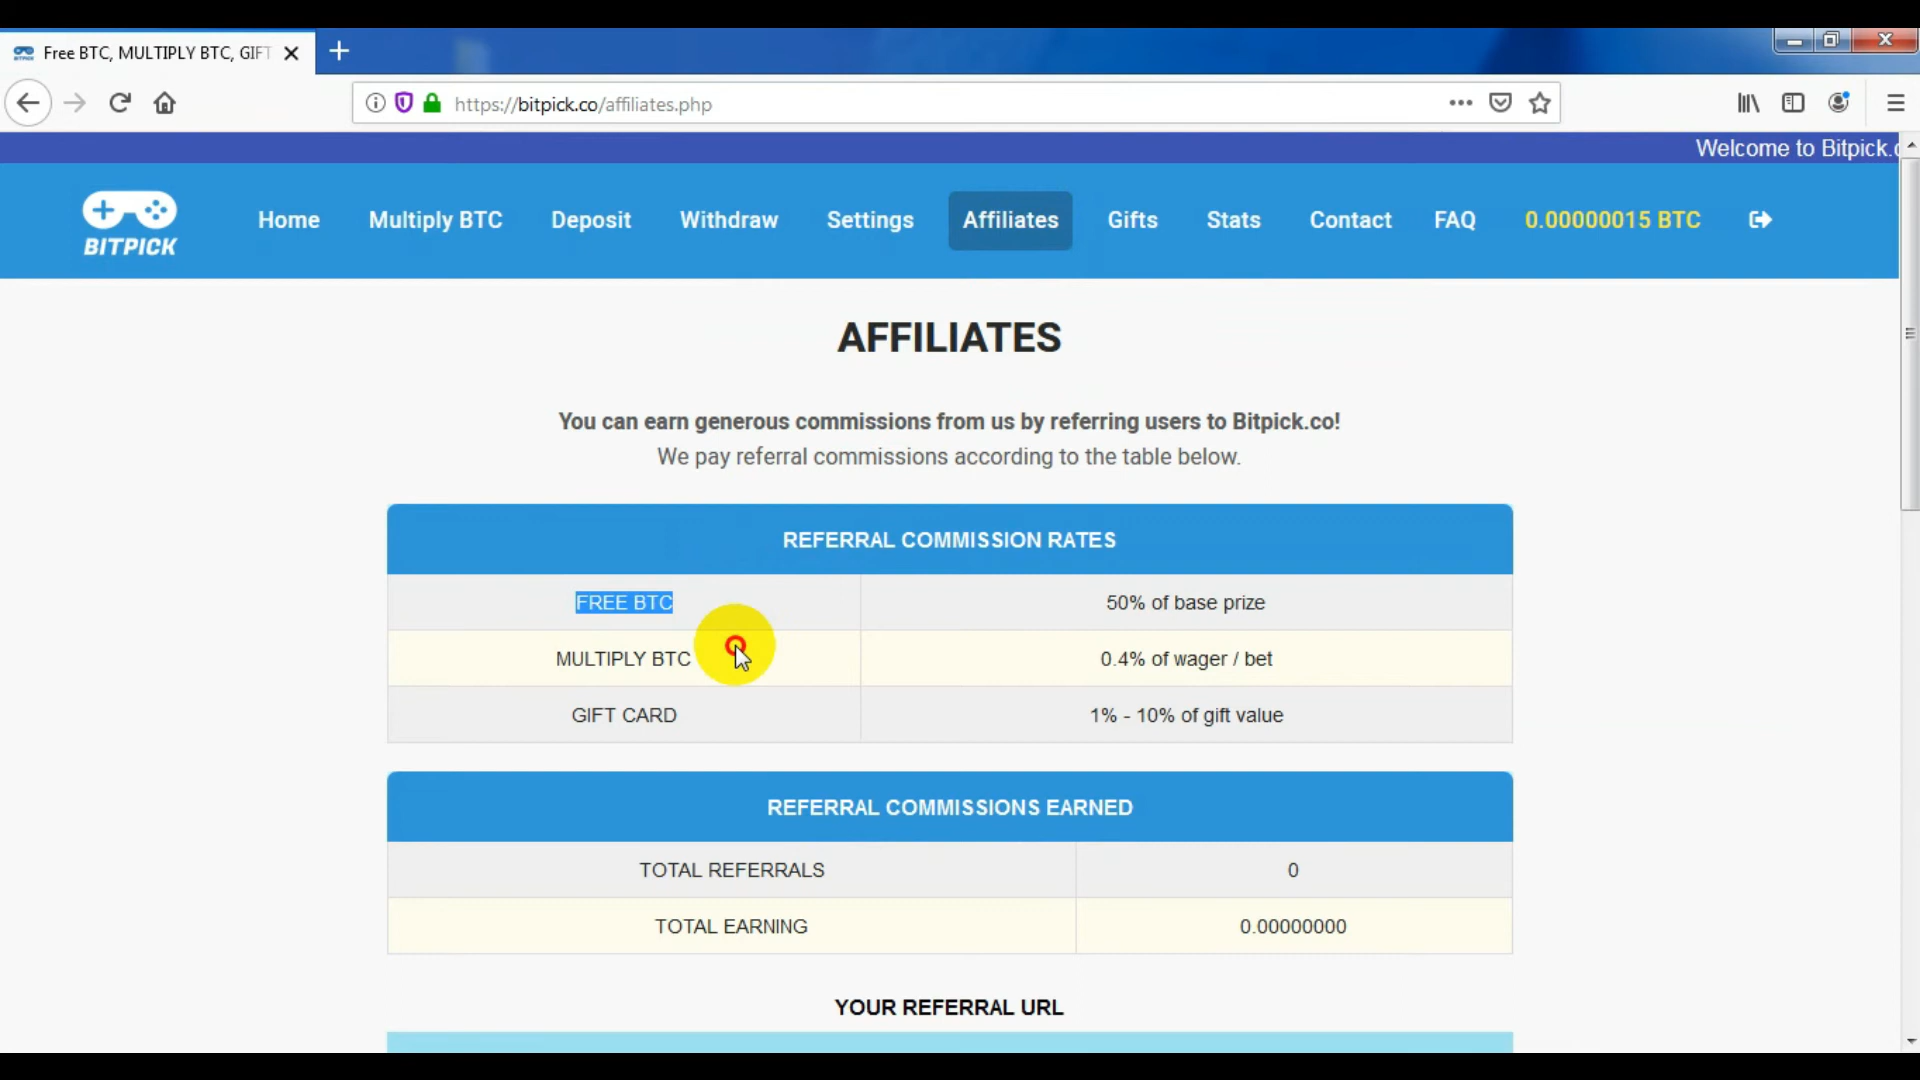 Free BTC, MULTIPLY BTC, GIFT
https://bitpick.co/affiliates.php
Welcome to Bitpick.c
BITPICK
Home
Multiply BTC
Deposit
Withdraw
Settings
Affiliates
Gifts
Stats
Contact
FAQ
0.00000015 BTC
AFFILIATES
You can earn generous commissions from us by referring users to Bitpick.co!
We pay referral commissions according to the table below.
REFERRAL COMMISSION RATES
FREE BTC 50% of base prize
MULTIPLY BTC 0.4% of wager / bet
GIFT CARD 1% - 10% of gift value
REFERRAL COMMISSIONS EARNED
TOTAL REFERRALS 0
TOTAL EARNING 0.00000000
YOUR REFERRAL URL